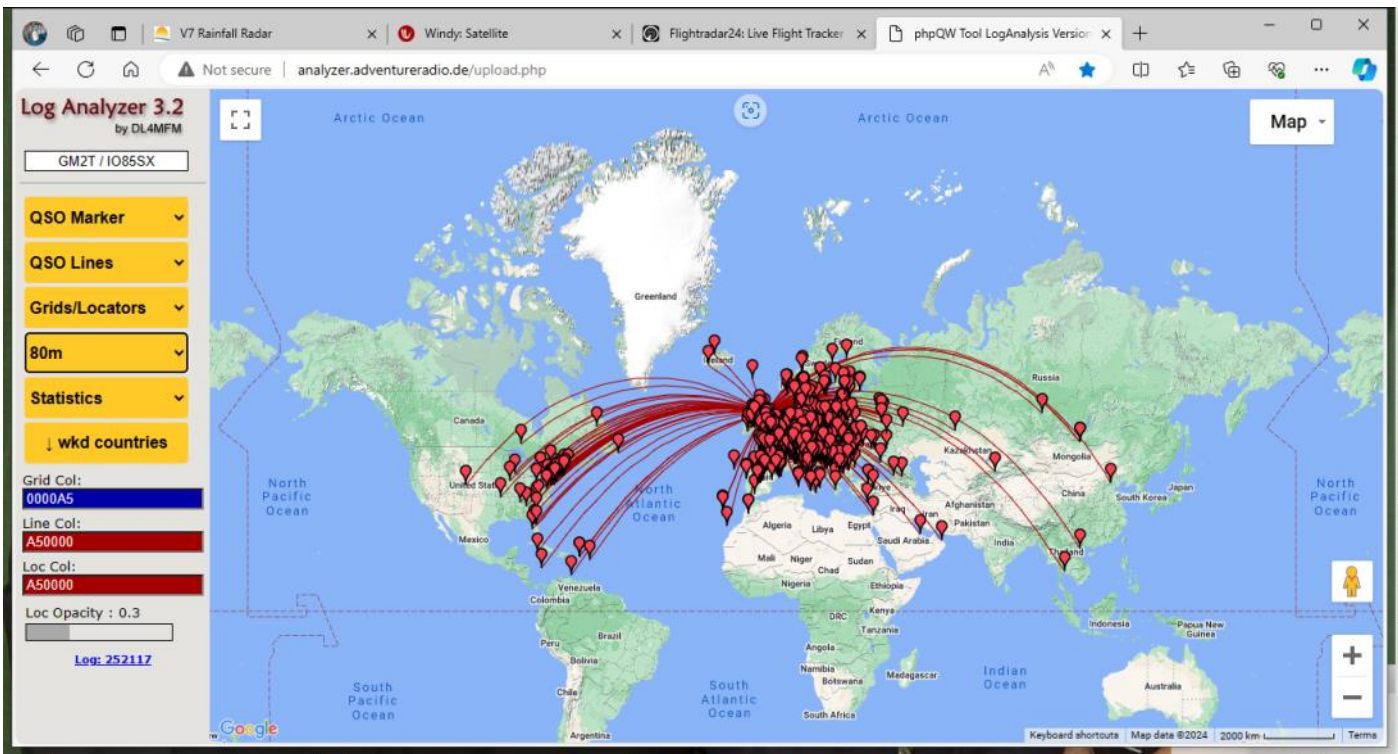 V7 Rainfall Radar
Windy: Satellite
Flightradar24: Live Flight Tracker
phpQW Tool LogAnalysis Version
Not secure | analyzer.adventureradio.de/upload.php
Log Analyzer 3.2
by DL4MFM
GM2T / IO85SX
QSO Marker
QSO Lines
Grids/Locators
80m
Statistics
↓ wkd countries
Grid Col:
0000A5
Line Col:
A50000
Loc Col:
A50000
Loc Opacity : 0.3
Log: 252117
Map
Arctic Ocean
Arctic Ocean
Greenland
Iceland
Russia
Canada
Kazakhstan
Mongolia
North
Pacific
Ocean
North
Atlantic
Ocean
China
South Korea
Japan
North
Pacific
Ocean
Iraq
Iran
Afghanistan
Pakistan
Mexico
Algeria
Libya
Egypt
Saudi Arabia
India
Thailand
Mali
Niger
Chad
Sudan
Nigeria
Ethiopia
Venezuela
Colombia
DRC
Kenya
Tanzania
Indonesia
Papua New
Guinea
Peru
Brazil
Angola
Bolivia
Namibia
Botswana
Madagascar
Indian
Ocean
South
Pacific
Ocean
Chile
South
Atlantic
Ocean
Australia
South Africa
Argentina
Google
Keyboard shortcuts
Map data ©2024
2000 km
Terms